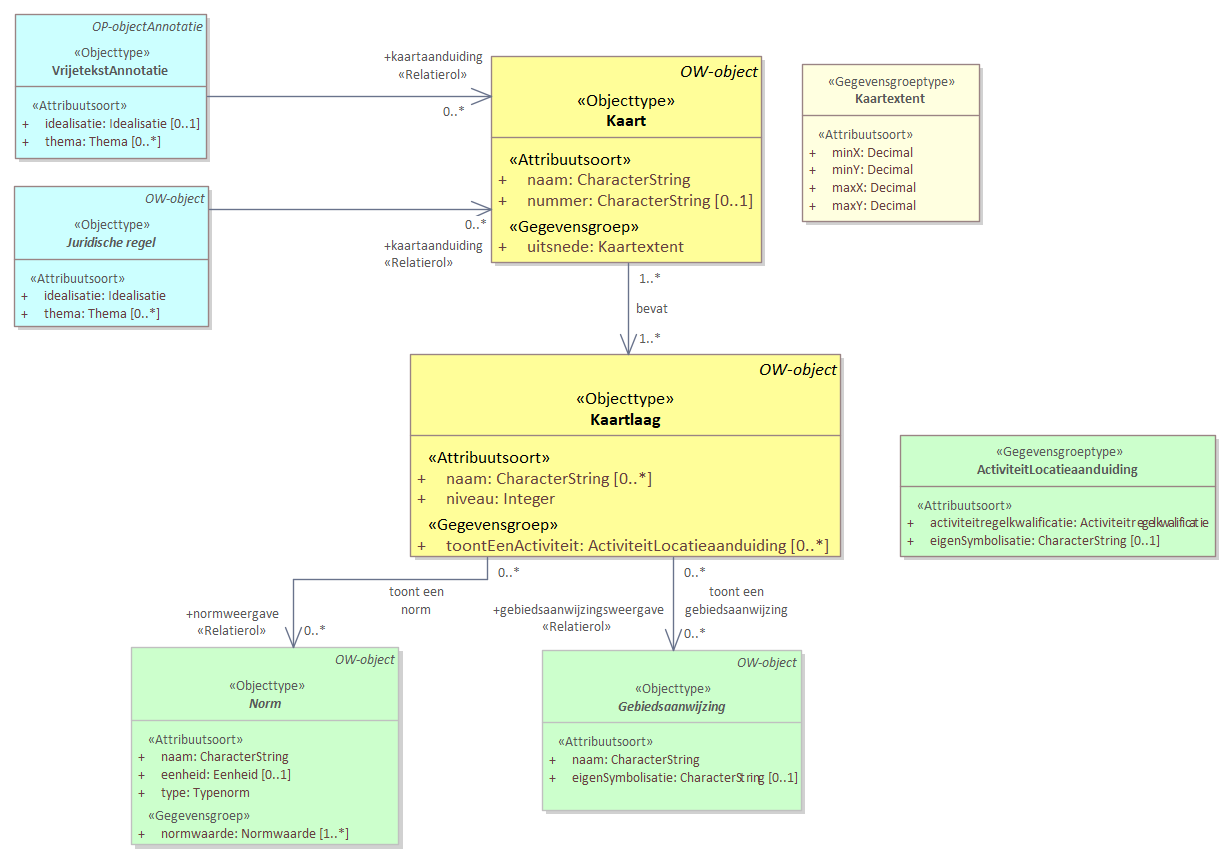 OP-objectAnnotatie
«Objecttype»
VrijetekstAnnotatie
«Attribuutsoort»
+ idealisatie: Idealisatie [0..1]
+ thema: Thema [0..*]
+kaartaanduiding
«Relatierol»
0..*
OW-object
«Objecttype»
Kaart
«Attribuutsoort»
+ naam: CharacterString
+ nummer: CharacterString [0..1]
«Gegevensgroep»
+ uitsnede: Kaartextent
«Gegevensgroeptype»
Kaartextent
«Attribuutsoort»
+ minX: Decimal
+ minY: Decimal
+ maxX: Decimal
+ maxY: Decimal
OW-object
«Objecttype»
Juridische regel
«Attribuutsoort»
+ idealisatie: Idealisatie
+ thema: Thema [0..*]
0..*
+kaartaanduiding
«Relatierol»
1..*
bevat
1..*
OW-object
«Objecttype»
Kaartlaag
«Attribuutsoort»
+ naam: CharacterString [0..*]
+ niveau: Integer
«Gegevensgroep»
+ toontEenActiviteit: ActiviteitLocatieaanduiding [0..*]
«Gegevensgroeptype»
ActiviteitLocatieaanduiding
«Attribuutsoort»
+ activiteitregelkwalificatie: Activiteitregelkwalificatie
+ eigenSymbolisatie: CharacterString [0..1]
0..*
toont een
norm
+normweergave
«Relatierol»
0..*
0..*
toont een
gebiedsaanwijzing
+gebiedsaanwijzingsweergave
«Relatierol»
0..*
OW-object
«Objecttype»
Norm
«Attribuutsoort»
+ naam: CharacterString
+ eenheid: Eenheid [0..1]
+ type: Typenorm
«Gegevensgroep»
+ normwaarde: Normwaarde [1..*]
OW-object
«Objecttype»
Gebiedsaanwijzing
«Attribuutsoort»
+ naam: CharacterString
+ eigenSymbolisatie: CharacterString [0..1]